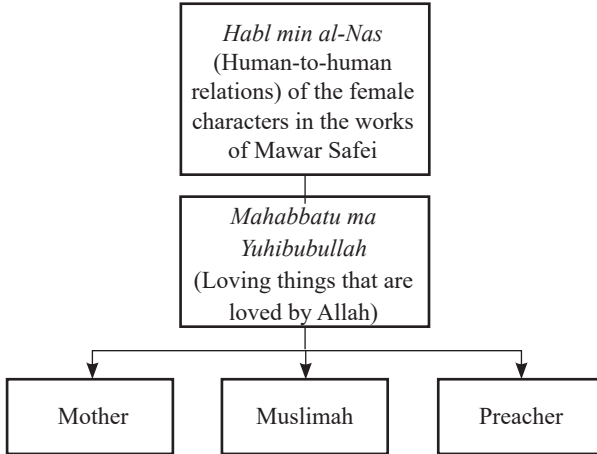 Habl min al-Nas
(Human-to-human
relations) of the female
characters in the works
of Mawar Safei
Mahabbatu ma
Yuhibubullah
(Loving things that are
loved by Allah)
Mother
Muslimah
Preacher